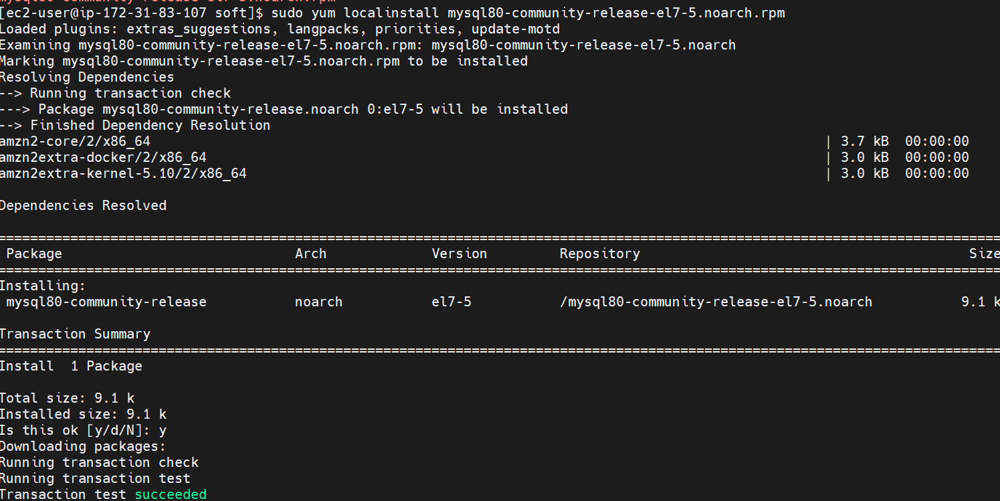 mysql80-community-release-el7-5.noarch.rpm
[ec2-user@ip-172-31-83-107 soft]$ sudo yum localinstall mysql80-community-release-el7-5.noarch.rpm
Loaded plugins: extras_suggestions, langpacks, priorities, update-motd
Examining mysql80-community-release-el7-5.noarch.rpm: mysql80-community-release-el7-5.noarch
Marking mysql80-community-release-el7-5.noarch.rpm to be installed
Resolving Dependencies
--> Running transaction check
---> Package mysql80-community-release.noarch 0:el7-5 will be installed
--> Finished Dependency Resolution
amzn2-core/2/x86_64 | 3.7 kB 00:00:00
amzn2extra-docker/2/x86_64 | 3.0 kB 00:00:00
amzn2extra-kernel-5.10/2/x86_64 | 3.0 kB 00:00:00
Dependencies Resolved
Package Arch Version Repository Size
Installing:
mysql80-community-release noarch el7-5 /mysql80-community-release-el7-5.noarch 9.1 k
Transaction Summary
Install 1 Package
Total size: 9.1 k
Installed size: 9.1 k
Is this ok [y/d/N]: y
Downloading packages:
Running transaction check
Running transaction test
Transaction test succeeded